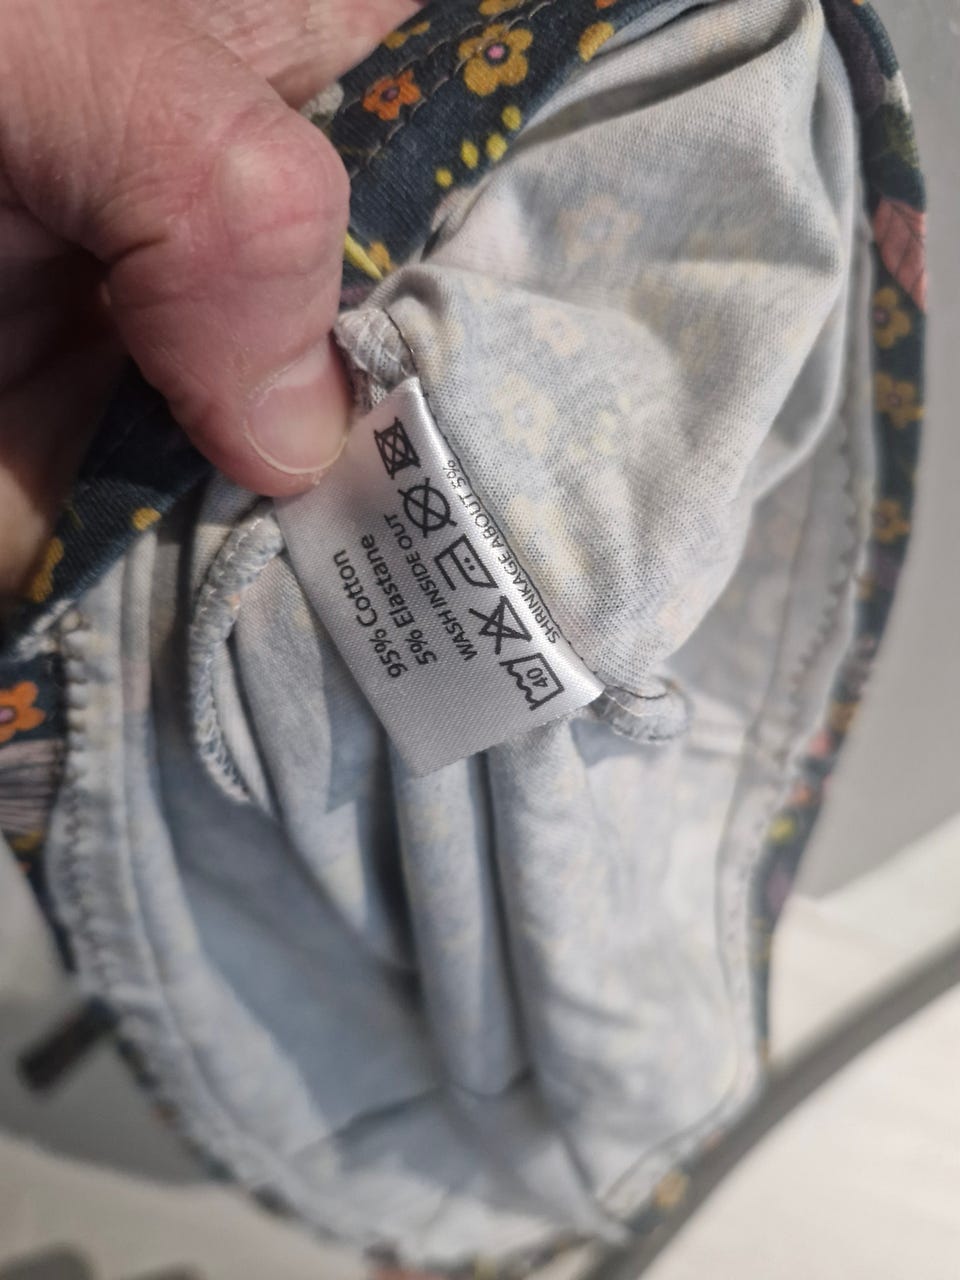 95% Cotton
5% Elastane
WASH INSIDE OUT
40
SHRINKAGE ABOUT 5%